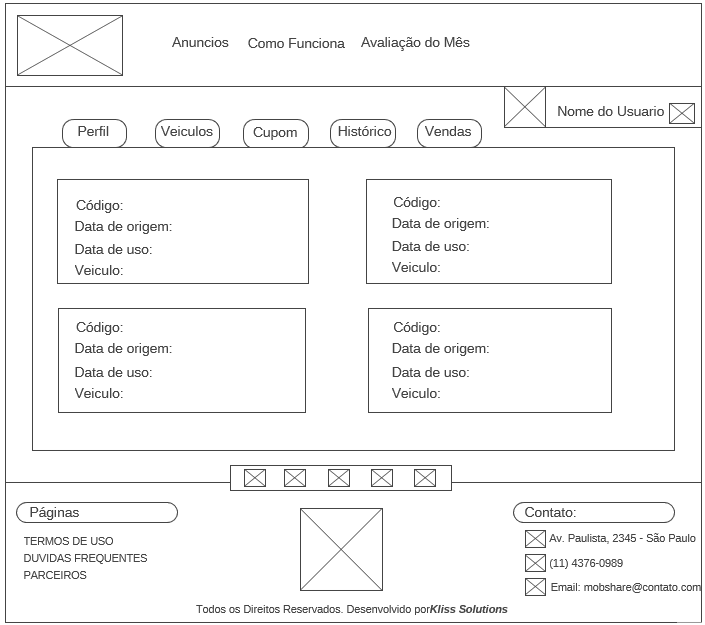 Anuncios Como Funciona Avaliação do Mês
Nome do Usuario
Perfil Veiculos Cupom Histórico Vendas
Código:
Data de origem:
Data de uso:
Veiculo:
Código:
Data de origem:
Data de uso:
Veiculo:
Código:
Data de origem:
Data de uso:
Veiculo:
Código:
Data de origem:
Data de uso:
Veiculo:
Páginas
TERMOS DE USO
DUVIDAS FREQUENTES
PARCEIROS
Contato:
Av. Paulista, 2345 - São Paulo
(11) 4376-0989
Email: mobshare@contato.com
Todos os Direitos Reservados. Desenvolvido porKliss Solutions